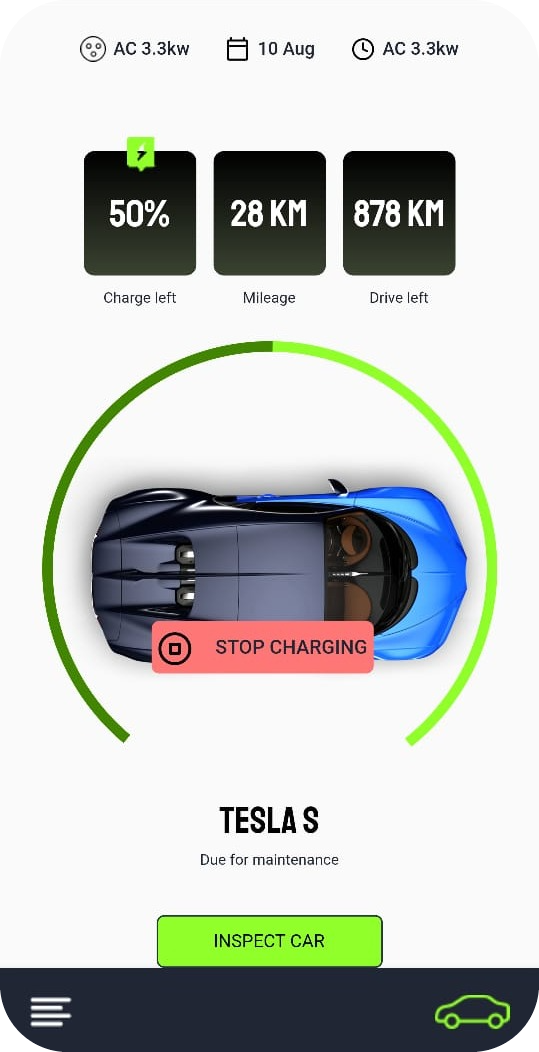 AC 3.3kw 10 Aug AC 3.3kw
50% 28 KM 878 KM
Charge left Mileage Drive left
STOP CHARGING
TESLA S
Due for maintenance
INSPECT CAR